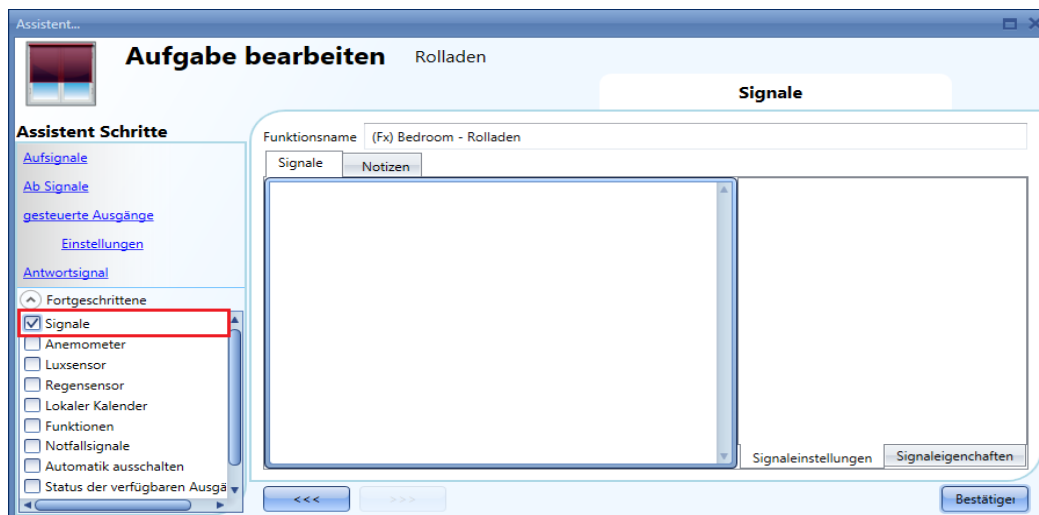 Assistent...
Aufgabe bearbeiten Rolladen
Signale
Assistent Schritte
Aufsignale
Ab Signale
gesteuerte Ausgänge
Einstellungen
Antwortsignal
Fortgeschrittene
Signale
Anemometer
Luxsensor
Regensensor
Lokaler Kalender
Funktionen
Notfallsignale
Automatik ausschalten
Status der verfügbaren Ausgä
Funktionsname (Fx) Bedroom - Rolladen
Signale Notizen
Signaleinstellungen Signaleigenchaften
<<< >>> Bestätiger